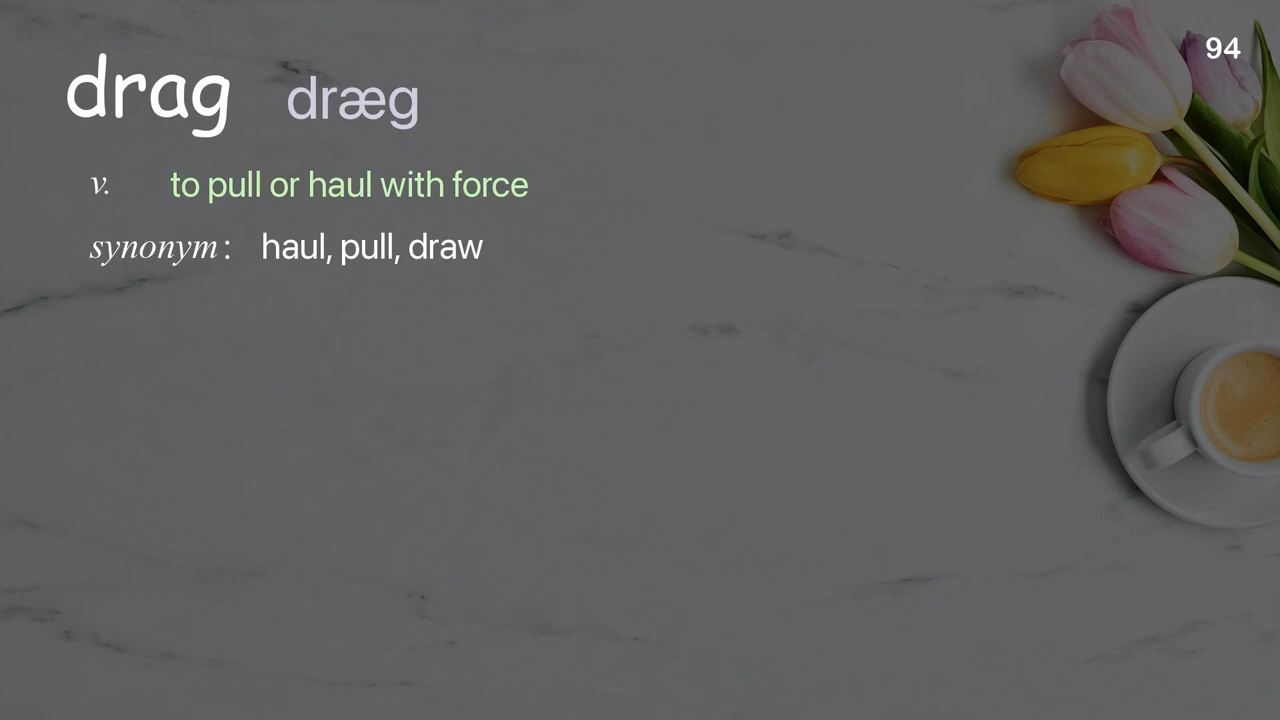 94
drag dræg
v. to pull or haul with force
synonym: haul, pull, draw